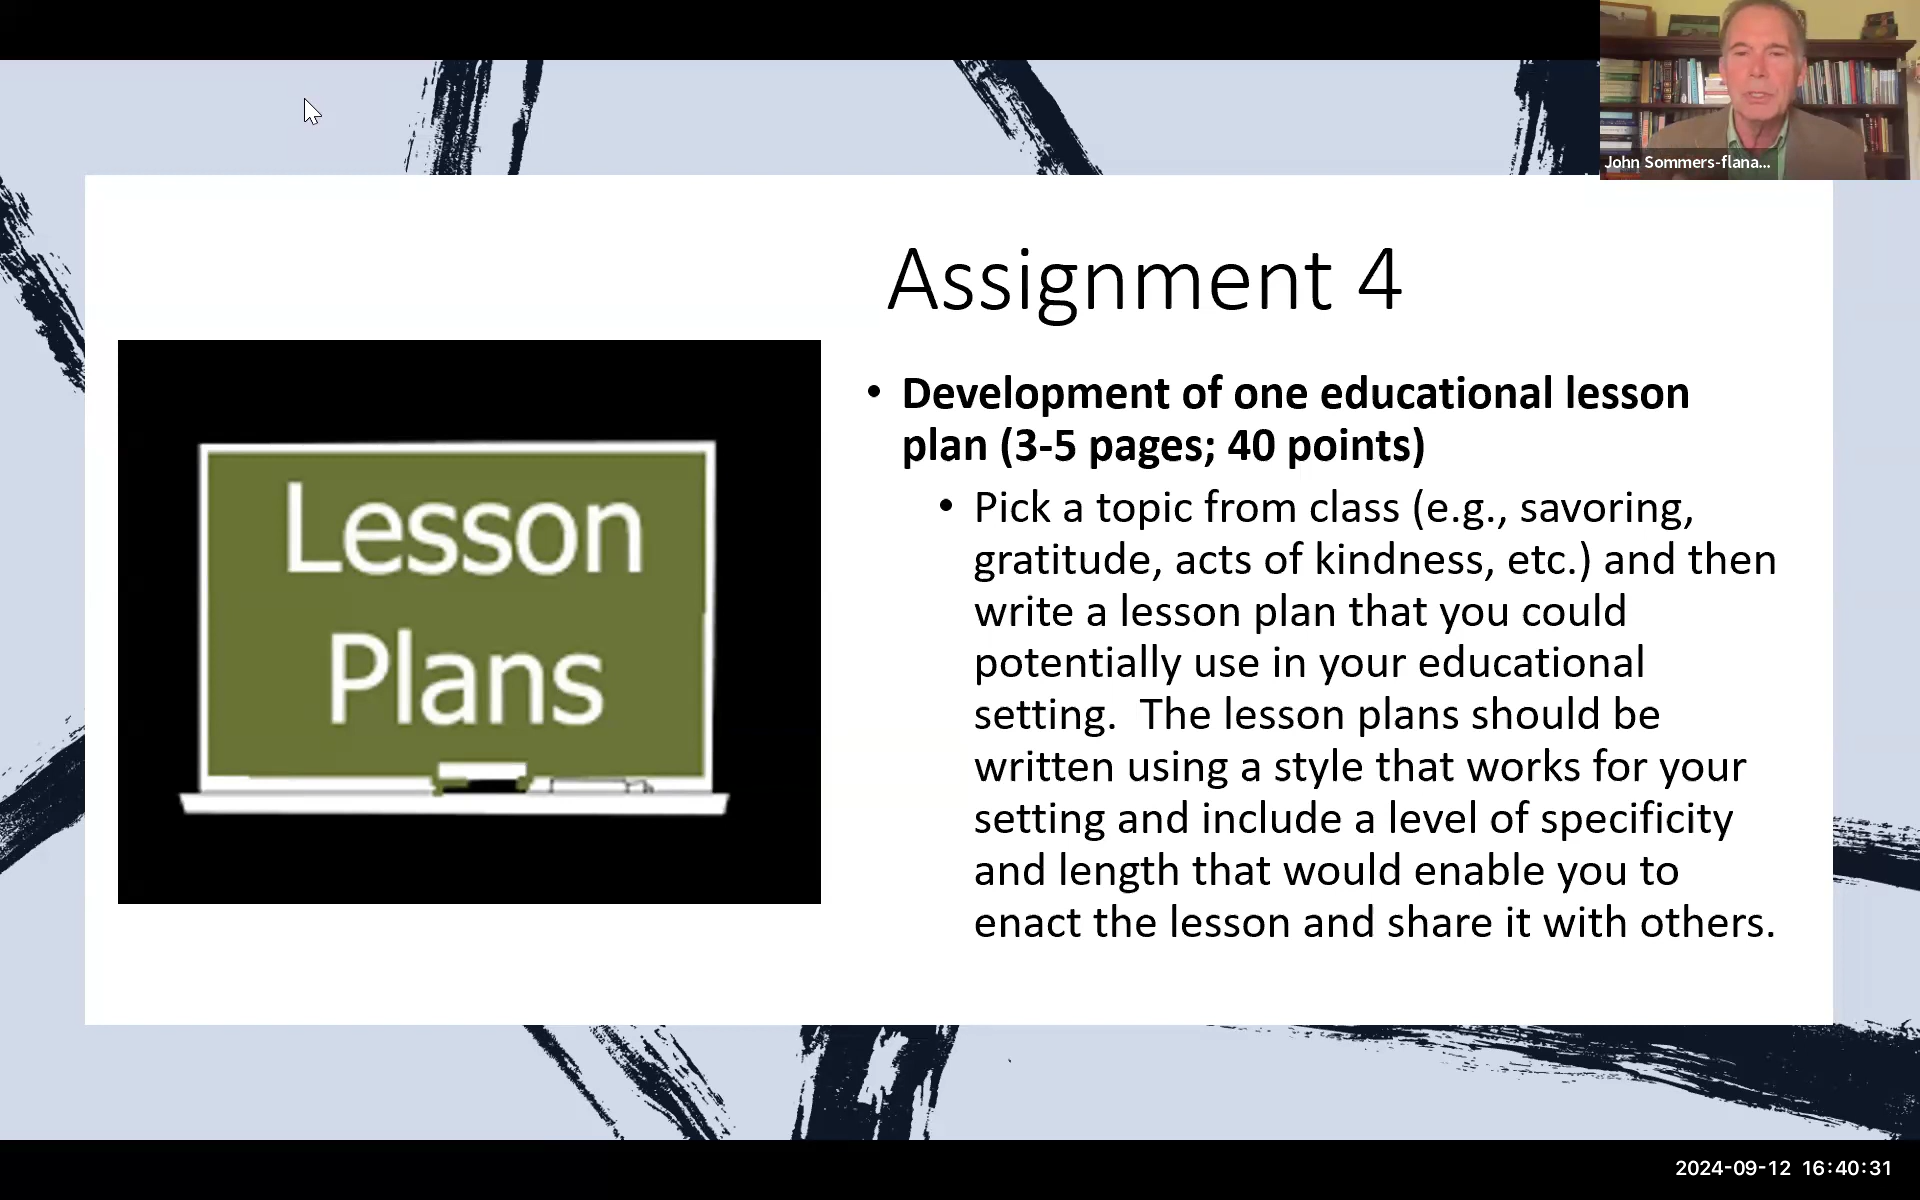 John Sommers-flana...
Assignment 4
Lesson
Plans
• Development of one educational lesson
plan (3-5 pages; 40 points)
• Pick a topic from class (e.g., savoring,
gratitude, acts of kindness, etc.) and then
write a lesson plan that you could
potentially use in your educational
setting.  The lesson plans should be
written using a style that works for your
setting and include a level of specificity
and length that would enable you to
enact the lesson and share it with others.
2024-09-12 16:40:31